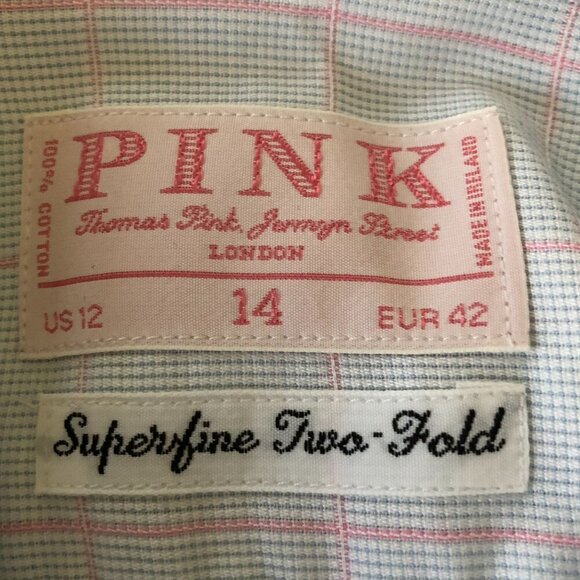 PINK
100% COTTON
MADE IN IRELAND
Thomas Pink, Jermyn Street
LONDON
US 12 14 EUR 42
Superfine Two-Fold